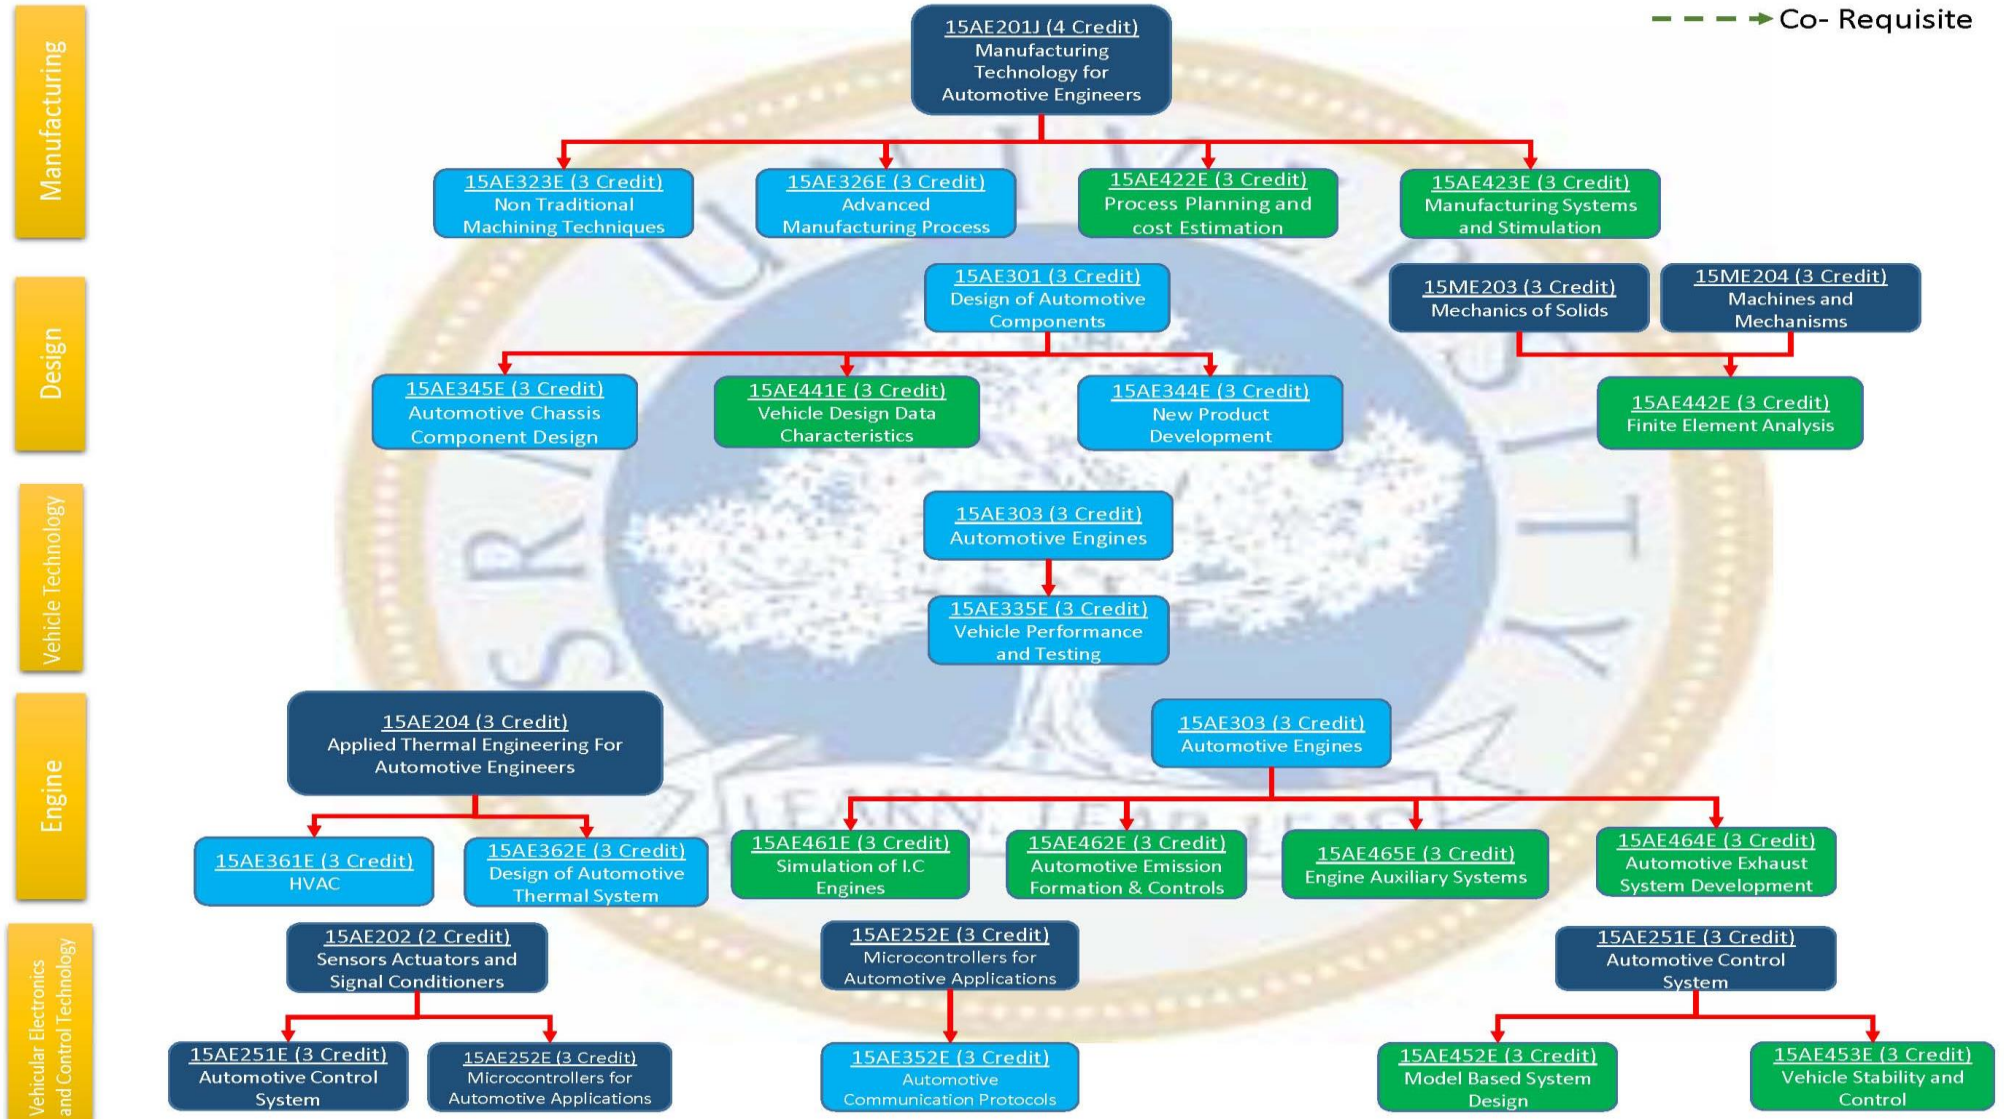 Co- Requisite
Manufacturing
15AE201J (4 Credit)
Manufacturing
Technology for
Automotive Engineers
15AE323E (3 Credit)
Non Traditional
Machining Techniques
15AE326E (3 Credit)
Advanced
Manufacturing Process
15AE422E (3 Credit)
Process Planning and
cost Estimation
15AE423E (3 Credit)
Manufacturing Systems
and Stimulation
Design
15AE301 (3 Credit)
Design of Automotive
Components
15ME203 (3 Credit)
Mechanics of Solids
15ME204 (3 Credit)
Machines and
Mechanisms
15AE345E (3 Credit)
Automotive Chassis
Component Design
15AE441E (3 Credit)
Vehicle Design Data
Characteristics
15AE344E (3 Credit)
New Product
Development
15AE442E (3 Credit)
Finite Element Analysis
Vehicle Technology
15AE303 (3 Credit)
Automotive Engines
15AE335E (3 Credit)
Vehicle Performance
and Testing
Engine
15AE204 (3 Credit)
Applied Thermal Engineering For
Automotive Engineers
15AE303 (3 Credit)
Automotive Engines
15AE361E (3 Credit)
HVAC
15AE362E (3 Credit)
Design of Automotive
Thermal System
15AE461E (3 Credit)
Simulation of I.C
Engines
15AE462E (3 Credit)
Automotive Emission
Formation & Controls
15AE465E (3 Credit)
Engine Auxiliary Systems
15AE464E (3 Credit)
Automotive Exhaust
System Development
Vehicular Electronics
and Control Technology
15AE202 (2 Credit)
Sensors Actuators and
Signal Conditioners
15AE252E (3 Credit)
Microcontrollers for
Automotive Applications
15AE251E (3 Credit)
Automotive Control
System
15AE251E (3 Credit)
Automotive Control
System
15AE252E (3 Credit)
Microcontrollers for
Automotive Applications
15AE352E (3 Credit)
Automotive
Communication Protocols
15AE452E (3 Credit)
Model Based System
Design
15AE453E (3 Credit)
Vehicle Stability and
Control
SRM UNIVERSITY
LEARN LEAP LEAD